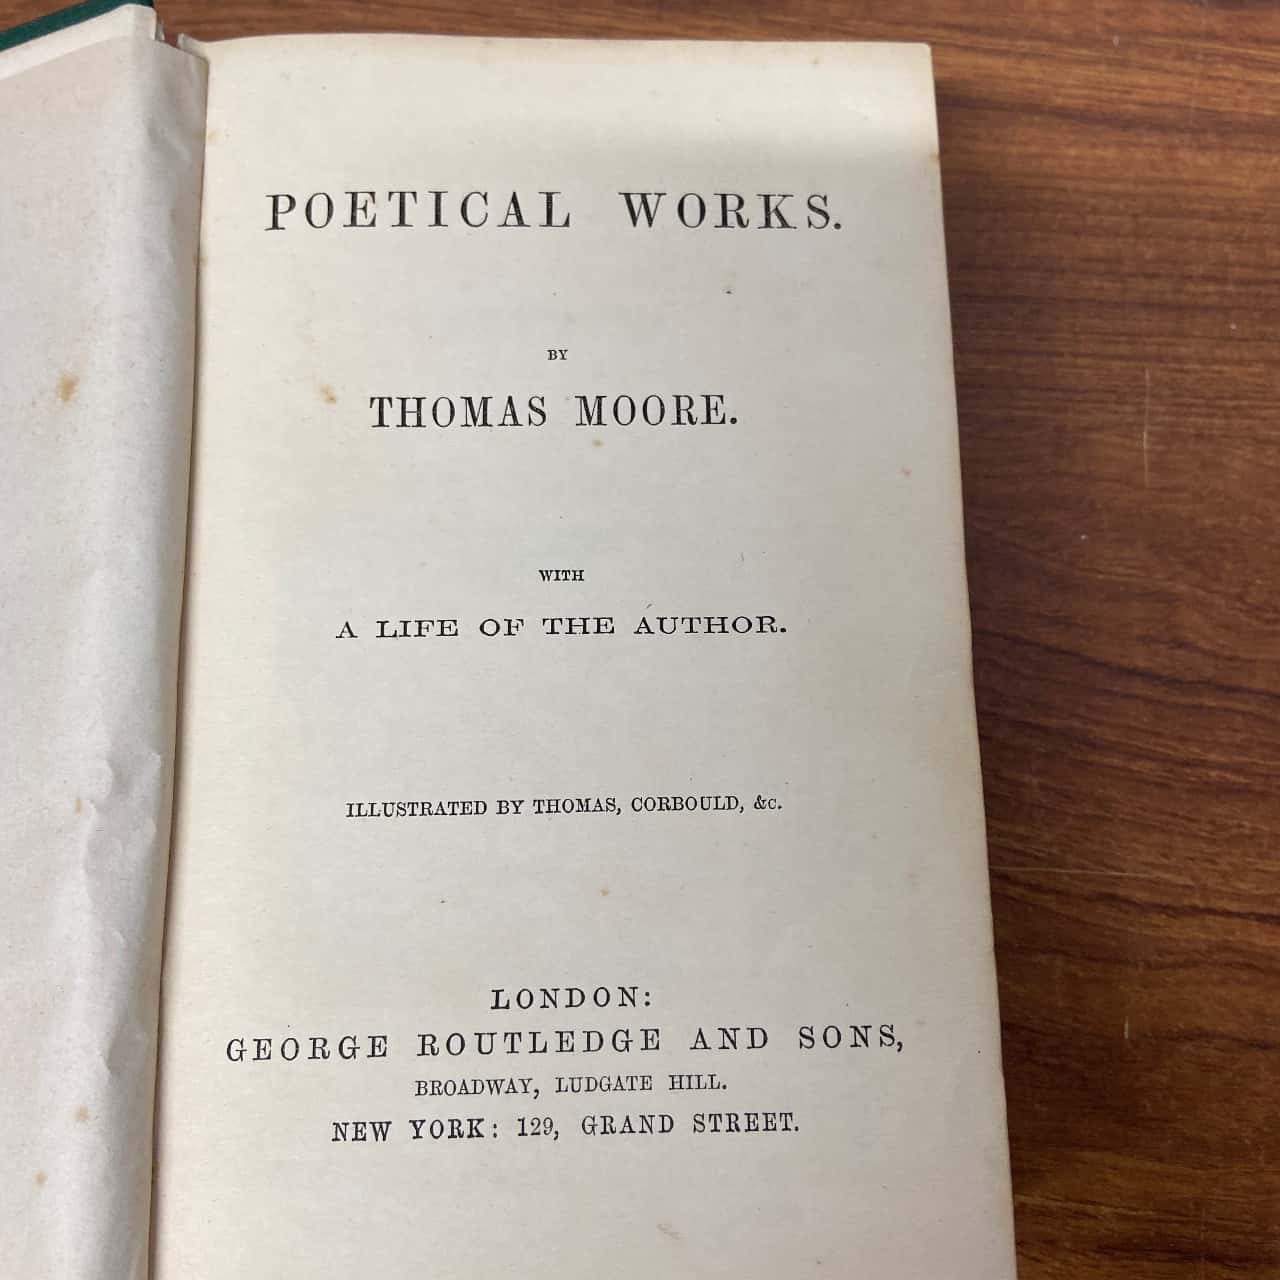 POETICAL WORKS.
BY
THOMAS MOORE.
WITH
A LIFE OF THE AUTHOR.
ILLUSTRATED BY THOMAS, CORBOULD, &c.
LONDON:
GEORGE ROUTLEDGE AND SONS,
BROADWAY, LUDGATE HILL.
NEW YORK: 129, GRAND STREET.